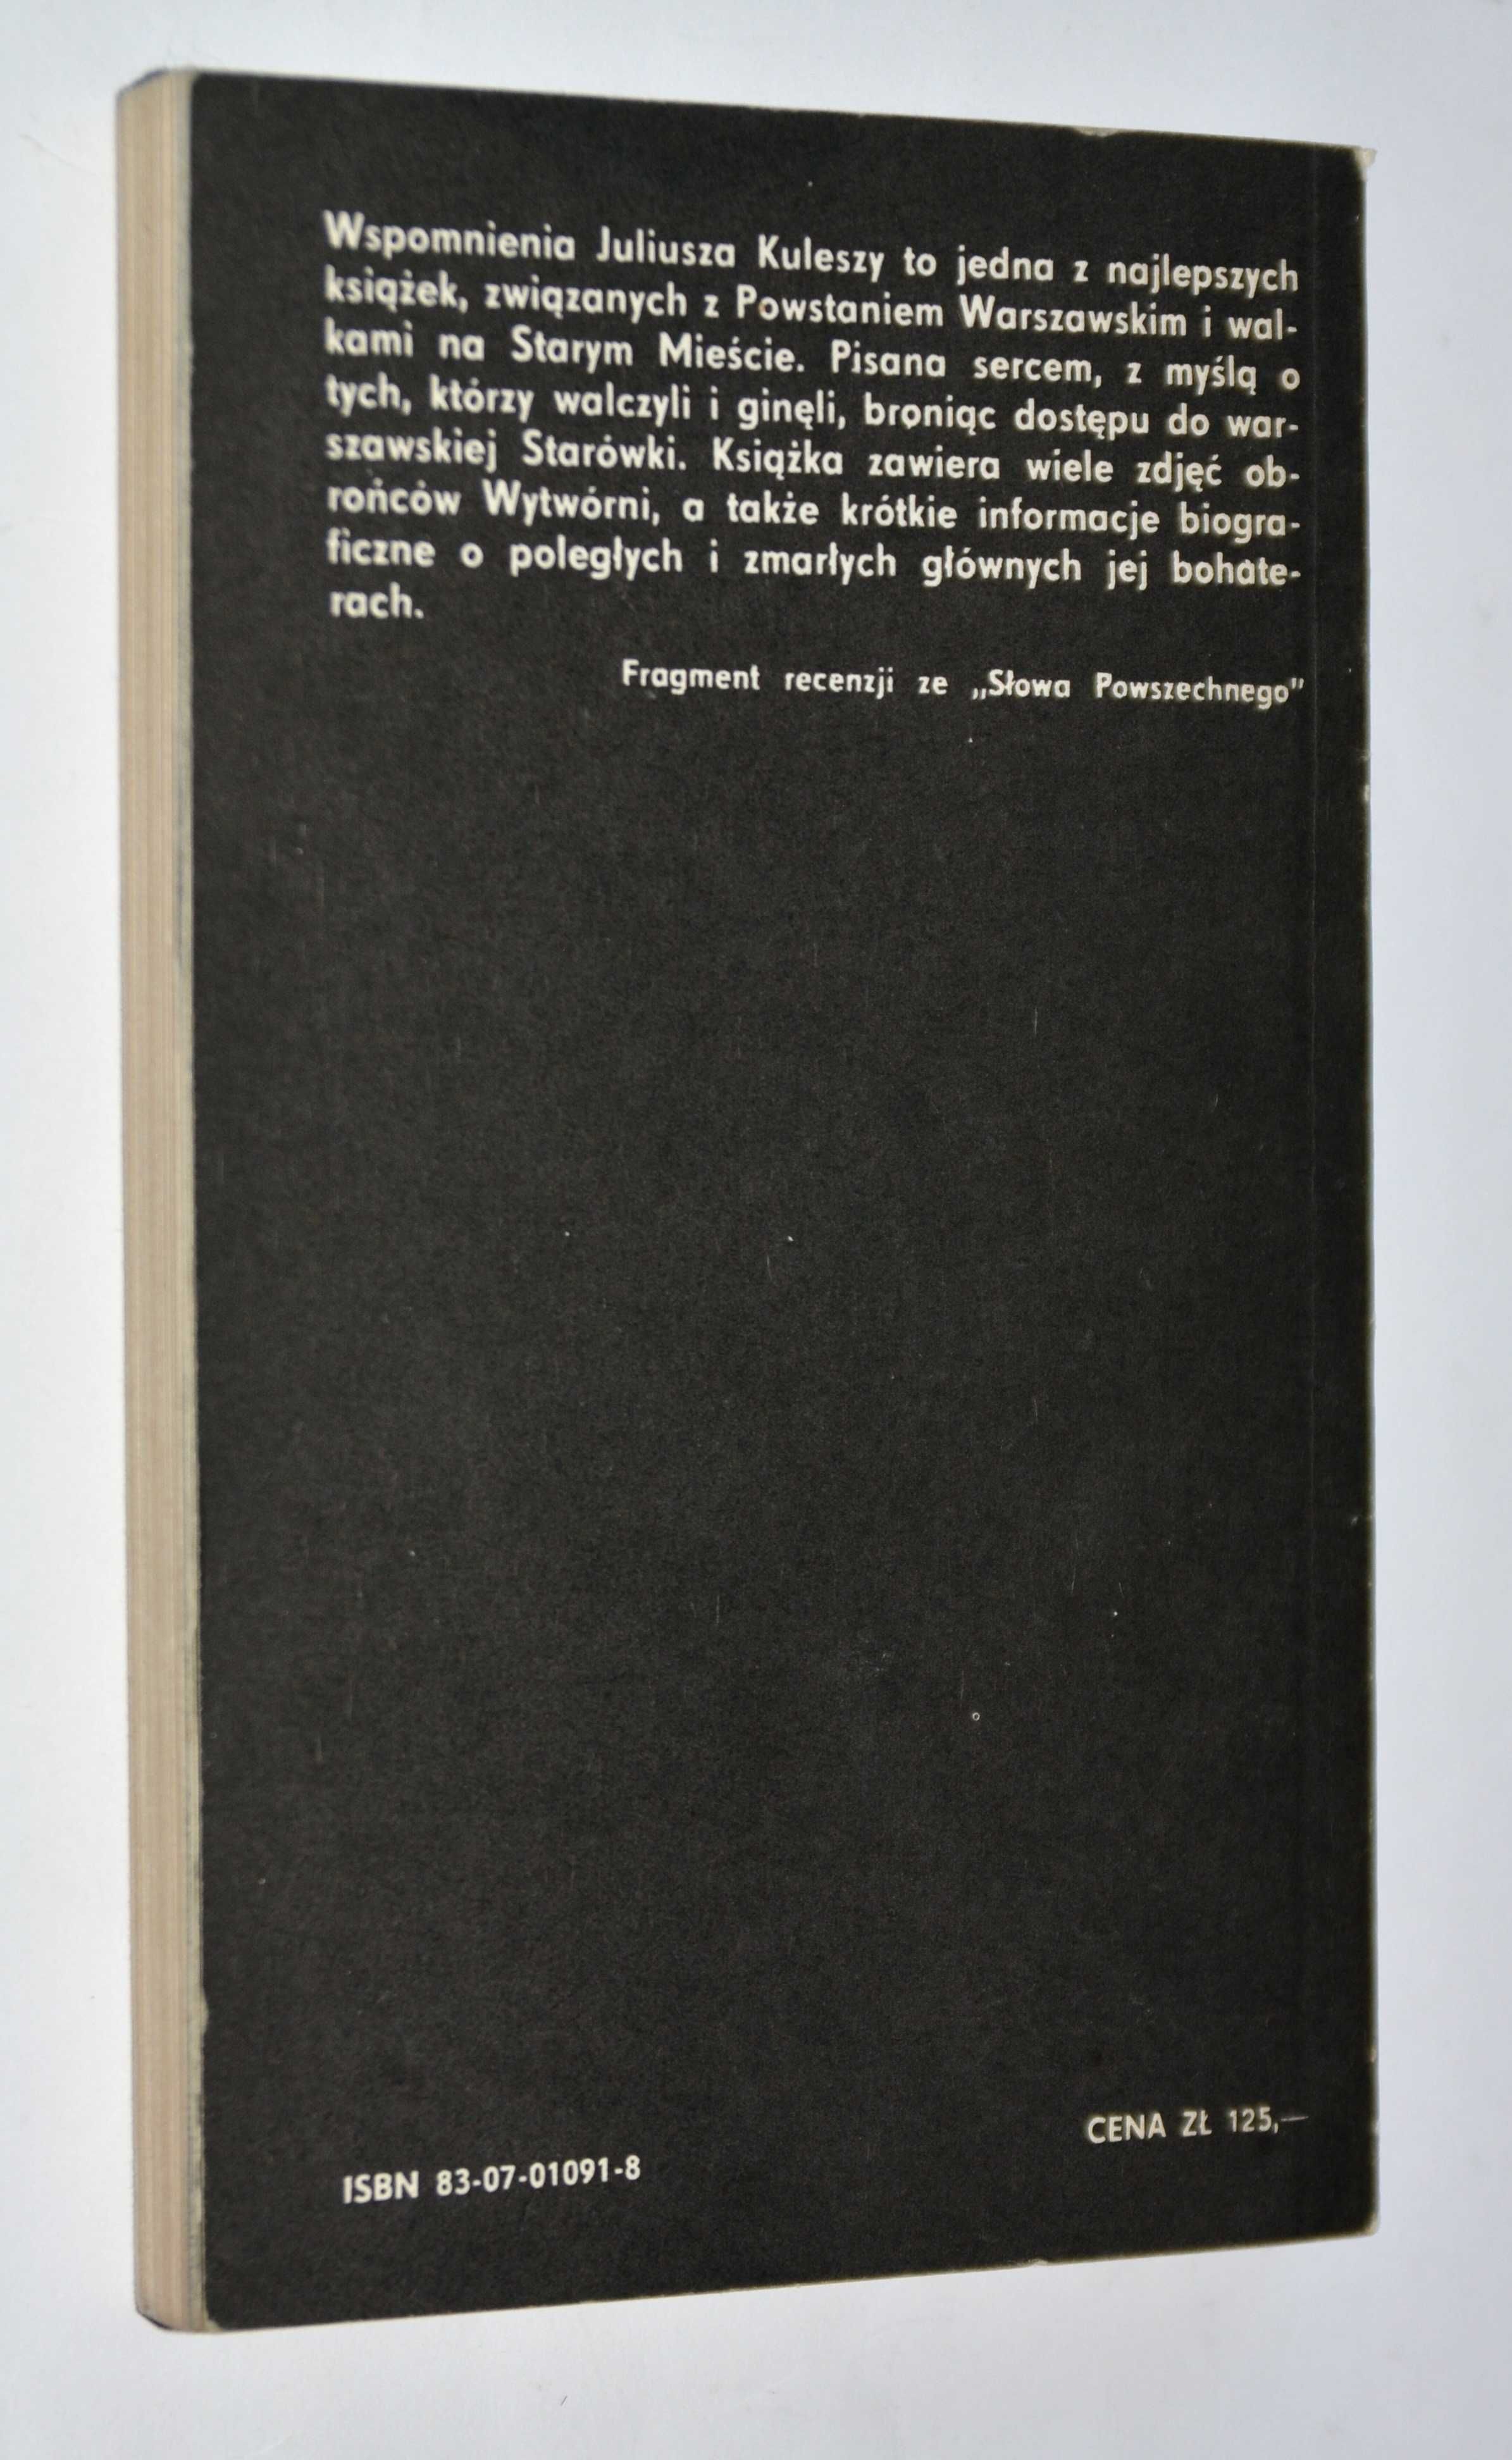 Wspomnienia Juliusza Kuleszy to jedna z najlepszych
książek, związanych z Powstaniem Warszawskim i wal-
kami na Starym Mieście. Pisana sercem, z myślą o
tych, którzy walczyli i ginęli, broniąc dostępu do war-
szawskiej Starówki. Książka zawiera wiele zdjęć ob-
rońców Wytwórni, a także krótkie informacje biogra-
ficzne o poległych i zmarłych głównych jej bohate-
rach.
Fragment recenzji ze „Słowa Powszechnego"
CENA ZŁ 125,—
ISBN 83-07-01091-8